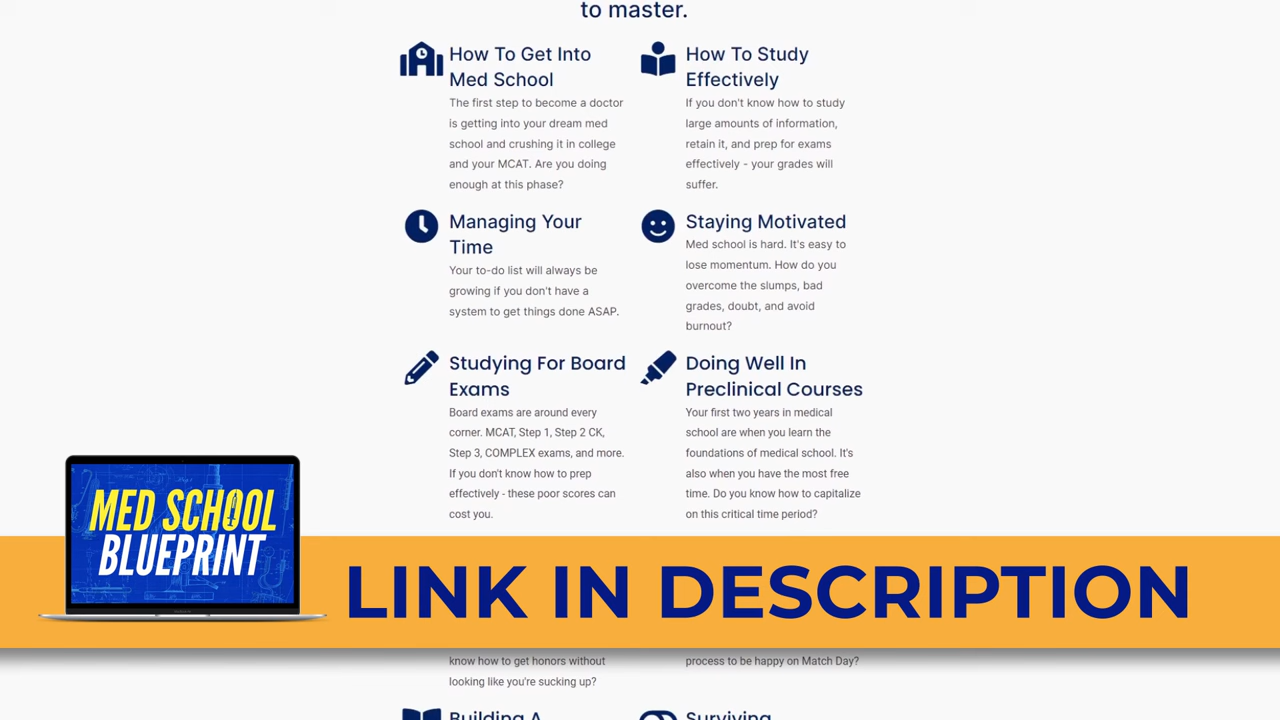 to master.
How To Get Into
Med School
The first step to become a doctor
is getting into your dream med
school and crushing it in college
and your MCAT. Are you doing
enough at this phase?
How To Study
Effectively
If you don't know how to study
large amounts of information,
retain it, and prep for exams
effectively - your grades will
suffer.
Managing Your
Time
Your to-do list will always be
growing if you don't have a
system to get things done ASAP.
Staying Motivated
Med school is hard. It's easy to
lose momentum. How do you
overcome the slumps, bad
grades, doubt, and avoid
burnout?
Studying For Board
Exams
Board exams are around every
corner. MCAT, Step 1, Step 2 CK,
Step 3, COMPLEX exams, and more.
If you don't know how to prep
effectively - these poor scores can
cost you.
Doing Well In
Preclinical Courses
Your first two years in medical
school are when you learn the
foundations of medical school. It's
also when you have the most free
time. Do you know how to capitalize
on this critical time period?
MED SCHOOL
BLUEPRINT
LINK IN DESCRIPTION
know how to get honors without
looking like you're sucking up?
process to be happy on Match Day?
Building A
Surviving